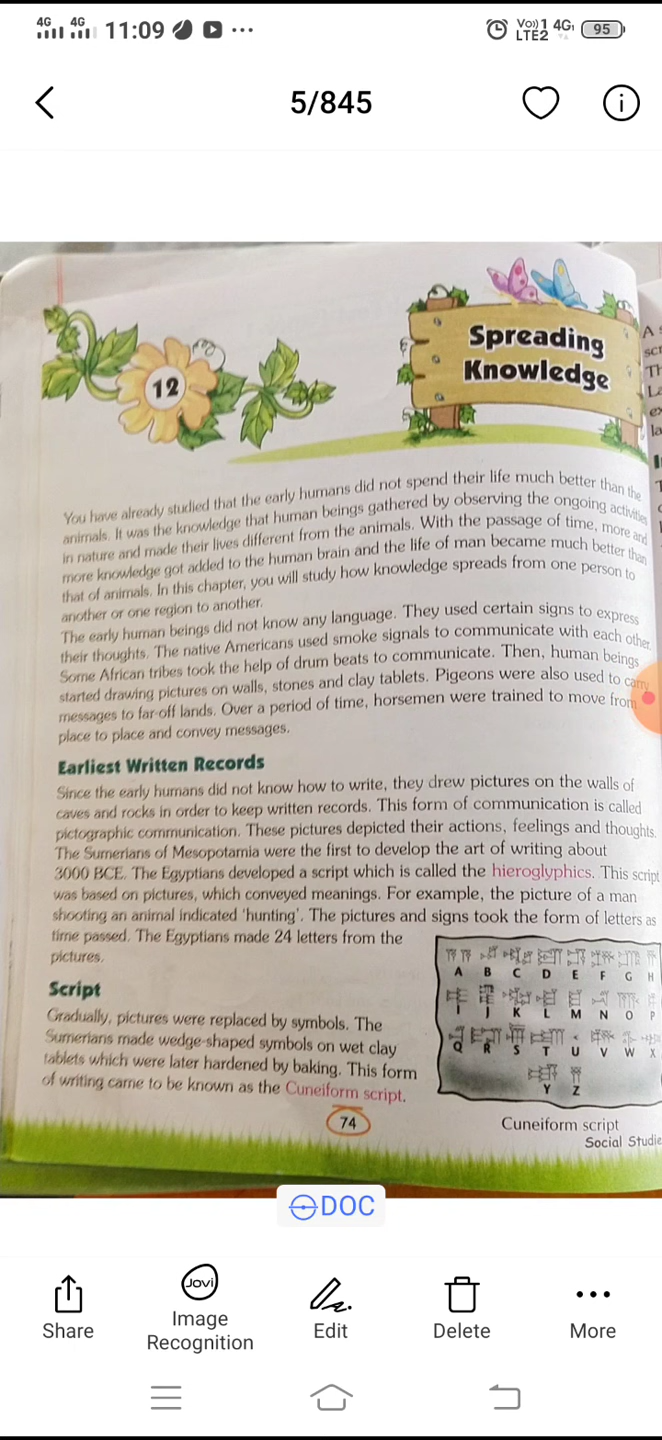 4G 4G 11:09 ... Vo)) 1 4G 95
LTE2
5/845
12
Spreading
Knowledge
You have already studied that the early humans did not spend their life much better than the
animals. It was the knowledge that human beings gathered by observing the ongoing activities
in nature and made their lives different from the animals. With the passage of time, more and
more knowledge got added to the human brain and the life of man became much better than
that of animals. In this chapter, you will study how knowledge spreads from one person to
another or one region to another.
The early human beings did not know any language. They used certain signs to express
their thoughts. The native Americans used smoke signals to communicate with each other.
Some African tribes took the help of drum beats to communicate. Then, human beings
started drawing pictures on walls, stones and clay tablets. Pigeons were also used to carry
messages to far-off lands. Over a period of time, horsemen were trained to move from
place to place and convey messages.
Earliest Written Records
Since the early humans did not know how to write, they drew pictures on the walls of
caves and rocks in order to keep written records. This form of communication is called
pictographic communication. These pictures depicted their actions, feelings and thoughts.
The Sumerians of Mesopotamia were the first to develop the art of writing about
3000 BCE. The Egyptians developed a script which is called the hieroglyphics. This script
was based on pictures, which conveyed meanings. For example, the picture of a man
shooting an animal indicated 'hunting'. The pictures and signs took the form of letters as
time passed. The Egyptians made 24 letters from the
pictures.
Script
Gradually, pictures were replaced by symbols. The
Sumerians made wedge-shaped symbols on wet clay
tablets which were later hardened by baking. This form
of writing came to be known as the Cuneiform script.
A B C D E F G H
I J K L M N O P
Q R S T U V W X
Y Z
Cuneiform script
74
Social Studie
DOC
Share
Jovi
Image
Recognition
Edit
Delete
More